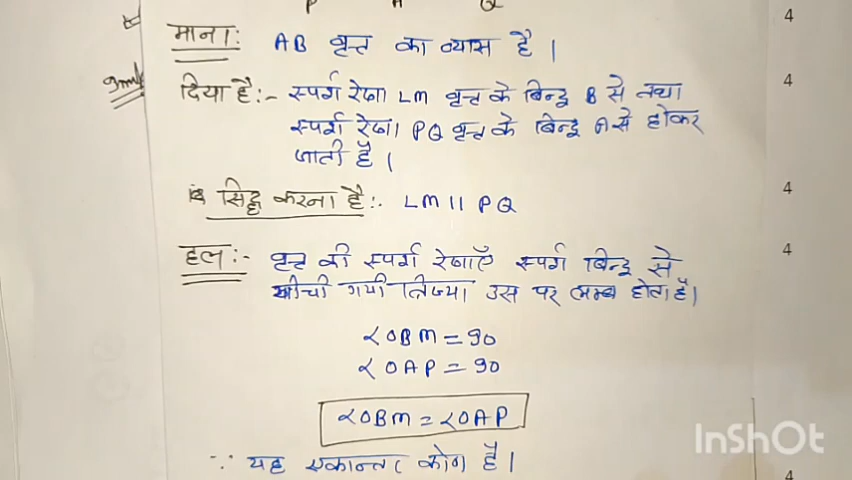 P A Q
माना: AB वृत्त का व्यास है।
दिया है:- स्पर्श रेखा LM वृत्त के बिन्दु B से तथा
स्पर्श रेखा PQ वृत्त के बिन्दु A से होकर
जाती है।
सिद्ध करना है:- LM || PQ
हल:- वृत्त की स्पर्श रेखाएँ स्पर्श बिन्दु से
खीची गयी त्रिज्या उस पर लम्ब होता है।
∠OBM = 90
∠OAP = 90
∠OBM = ∠OAP
∵ यह एकान्तर कोण है।
4
4
4
4
4
4
InShOt